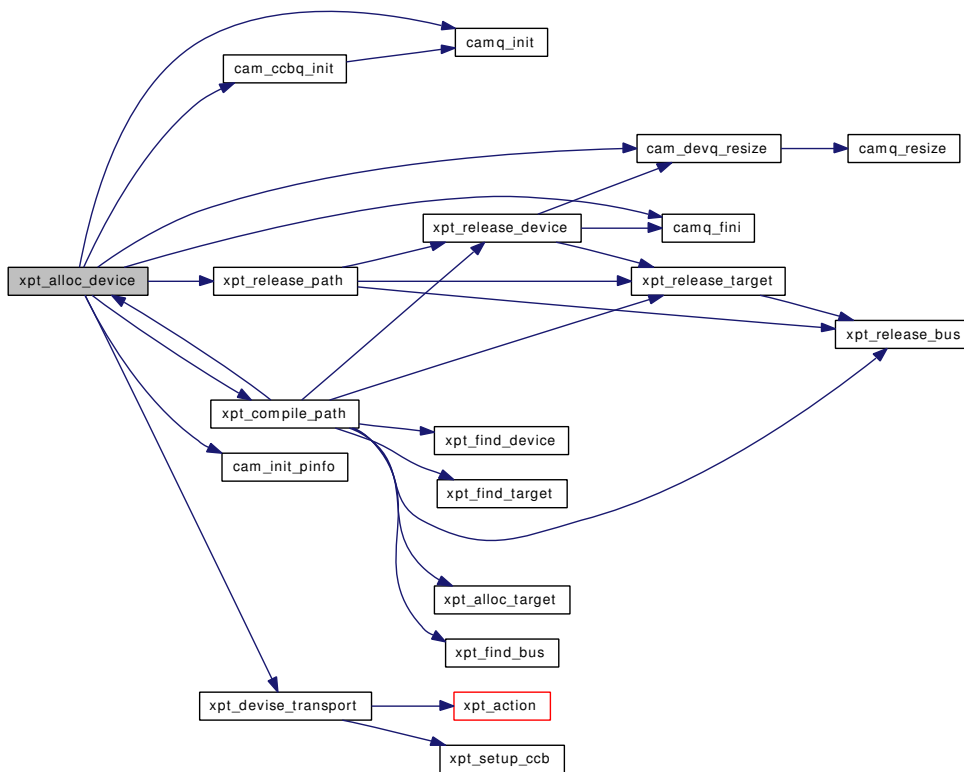 camq_init
cam_ccbq_init
cam_devq_resize
camq_resize
xpt_release_device
camq_fini
xpt_alloc_device
xpt_release_path
xpt_release_target
xpt_release_bus
xpt_compile_path
xpt_find_device
cam_init_pinfo
xpt_find_target
xpt_alloc_target
xpt_find_bus
xpt_devise_transport
xpt_action
xpt_setup_ccb